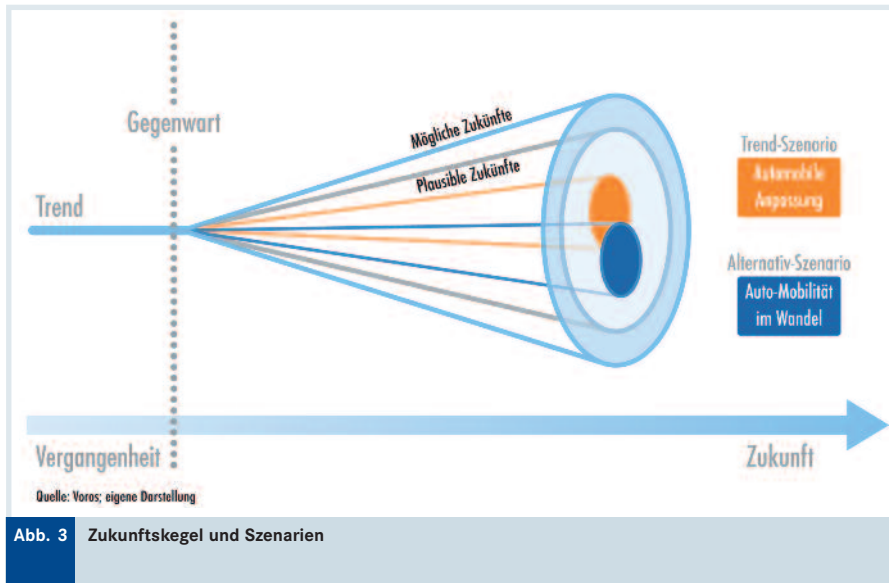 Gegenwart
Mögliche Zukünfte
Plausible Zukünfte
Trend
Trend-Szenario
Automobile
Anpassung
Alternativ-Szenario
Auto-Mobilität
im Wandel
Vergangenheit
Zukunft
Quelle: Voros; eigene Darstellung
Abb. 3 Zukunftskegel und Szenarien